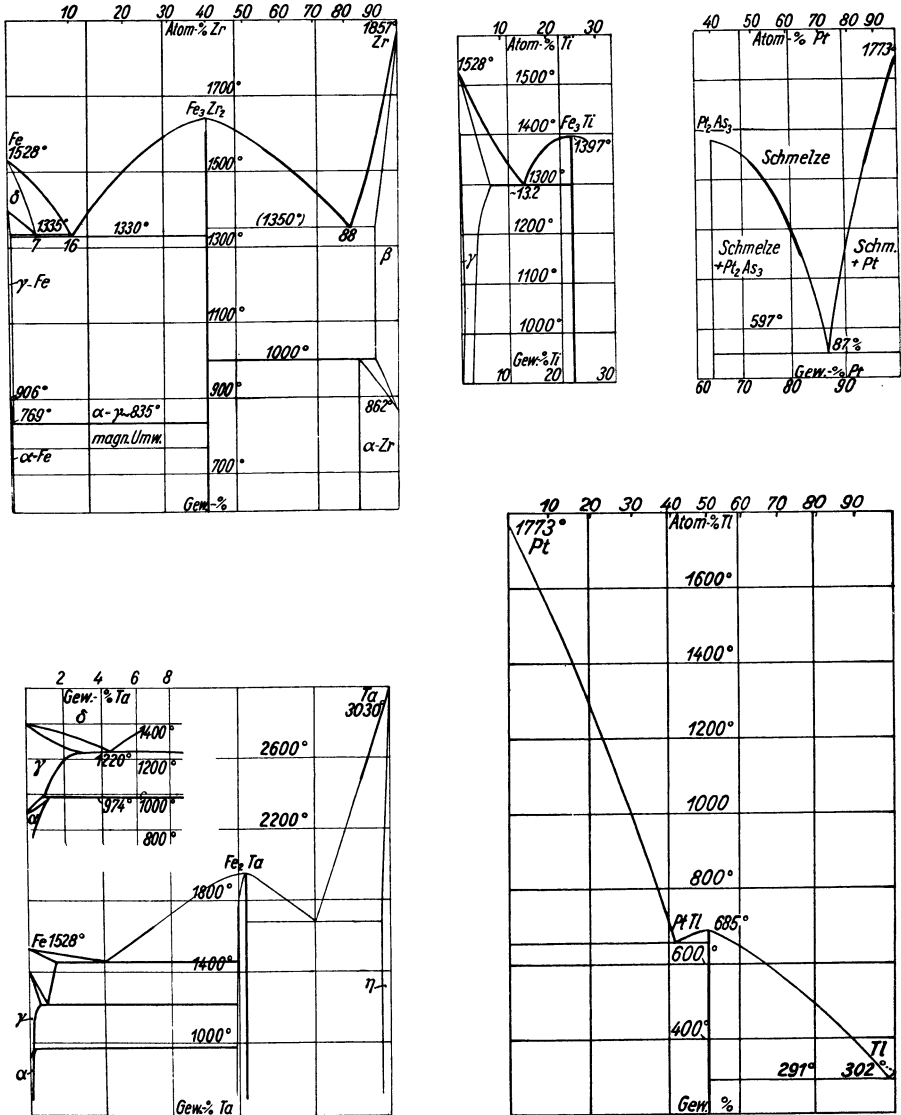 10 20 30 40 50 60 70 80 90
Atom-% Zr
1857°
Zr
1700°
Fe₃Zr₂
Fe
1528°
1500°
δ
1335°
1330°
(1350°)
7 16
88
1300°
β
γ-Fe
1100°
1000°
906°
900°
769°
α-γ-835°
862°
magn. Umw.
α-Fe
α-Zr
700°
Gew.-%
10 20 30
Atom-% Ti
1528°
1500°
1400°
Fe₃Ti
1397°
1300°
~13.2
1200°
γ
1100°
1000°
Gew.-% Ti
10 20 30
40 50 60 70 80 90
Atom-% Pt
1773°
Pt₂As₃
Schmelze
Schmelze
+Pt₂As₃
Schm.
+ Pt
597°
87%
Gew.-% Pt
60 70 80 90
2 4 6 8
Gew.-% Ta
δ
1400°
1220°
1200°
γ
974°
1000°
α
800°
Ta
3030°
2600°
2200°
Fe₂Ta
1800°
Fe 1528°
1400°
η
γ
1000°
α
Gew.-% Ta
10 20 30 40 50 60 70 80 90
Atom-% Tl
1773°
Pt
1600°
1400°
1200°
1000
800°
PtTl
685°
600°
400°
Tl
291°
302°
Gew. %